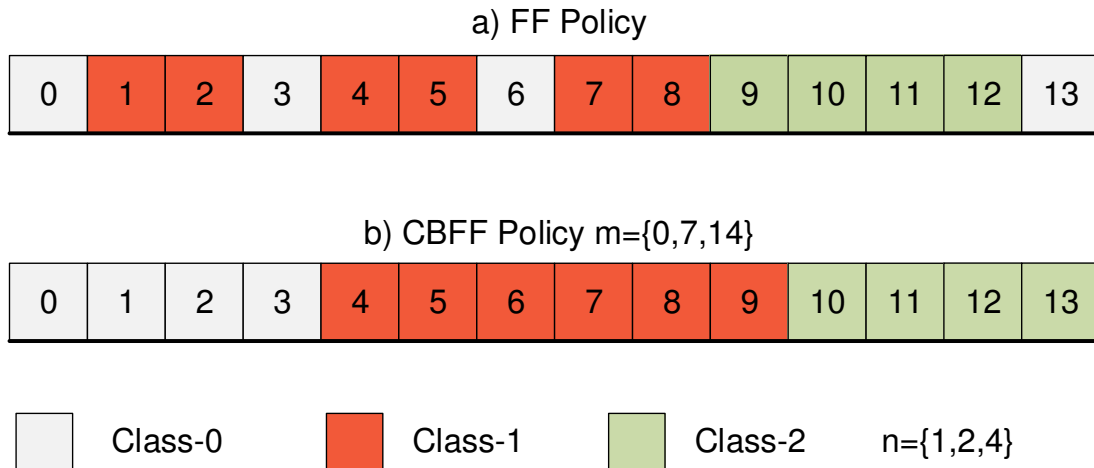 a) FF Policy
0 1 2 3 4 5 6 7 8 9 10 11 12 13
b) CBFF Policy m={0,7,14}
0 1 2 3 4 5 6 7 8 9 10 11 12 13
Class-0 Class-1 Class-2 n={1,2,4}